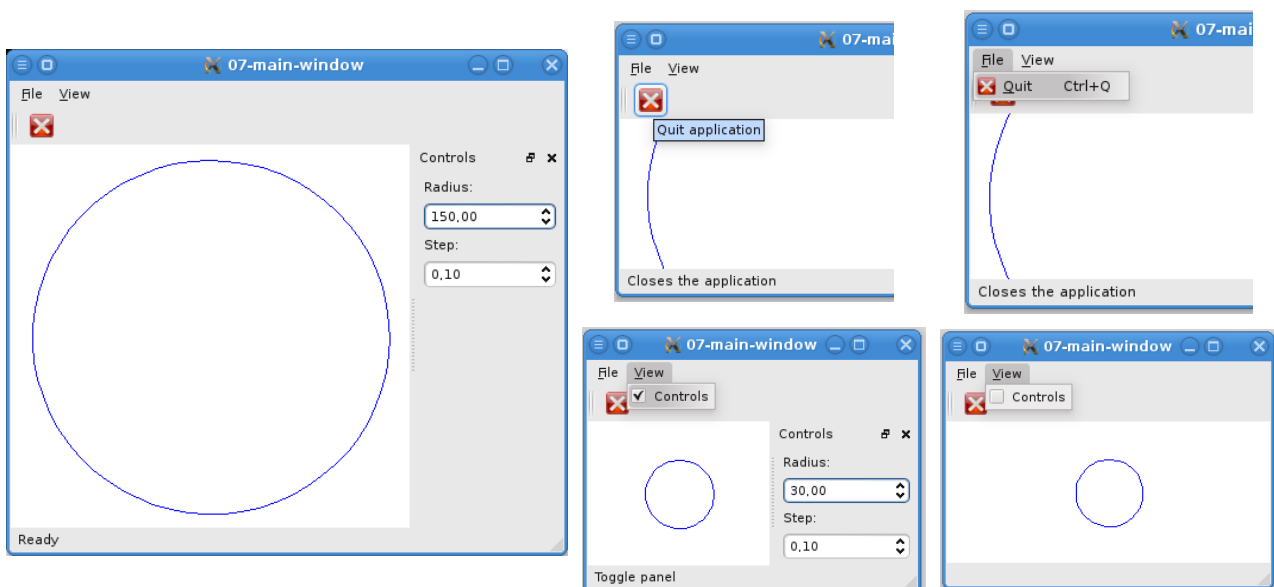 07-main-window
File View
Controls
Radius:
150,00
Step:
0,10
Ready
07-mai
File View
Quit application
Closes the application
07-mai
File View
Quit Ctrl+Q
Closes the application
07-main-window
File View
Controls
Controls
Radius:
30,00
Step:
0,10
Toggle panel
07-main-window
File View
Controls